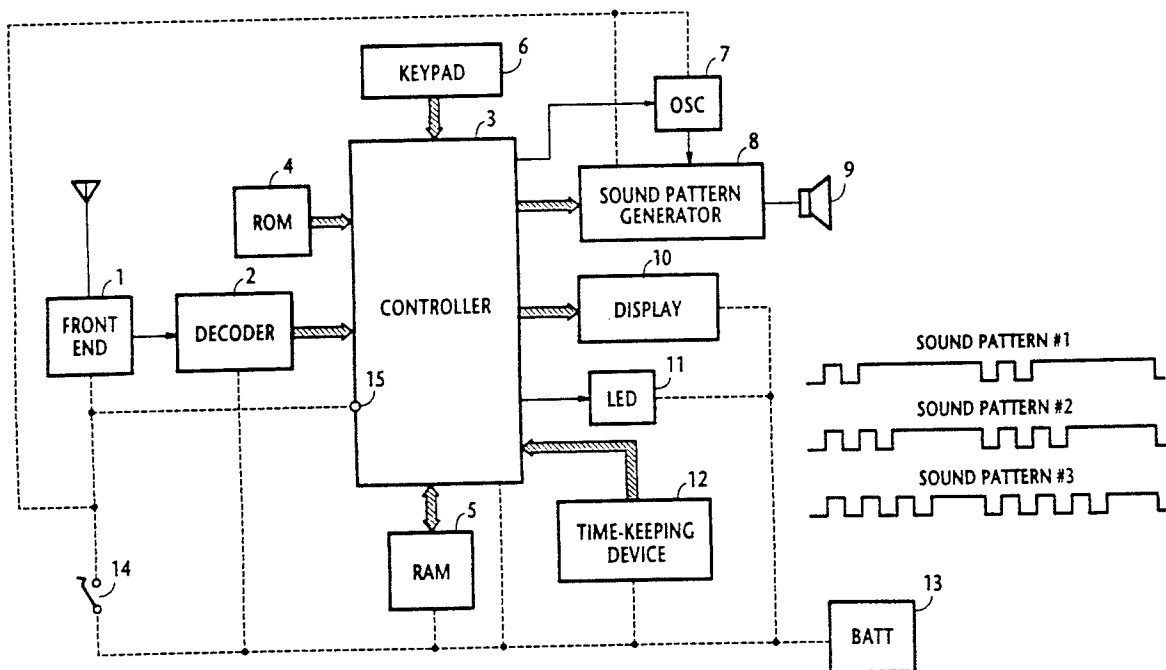 6
KEYPAD
7
OSC
3
8
SOUND PATTERN
GENERATOR
9
4
ROM
1
FRONT
END
2
DECODER
CONTROLLER
10
DISPLAY
11
LED
15
12
TIME-KEEPING
DEVICE
5
RAM
14
13
BATT
SOUND PATTERN #1
SOUND PATTERN #2
SOUND PATTERN #3